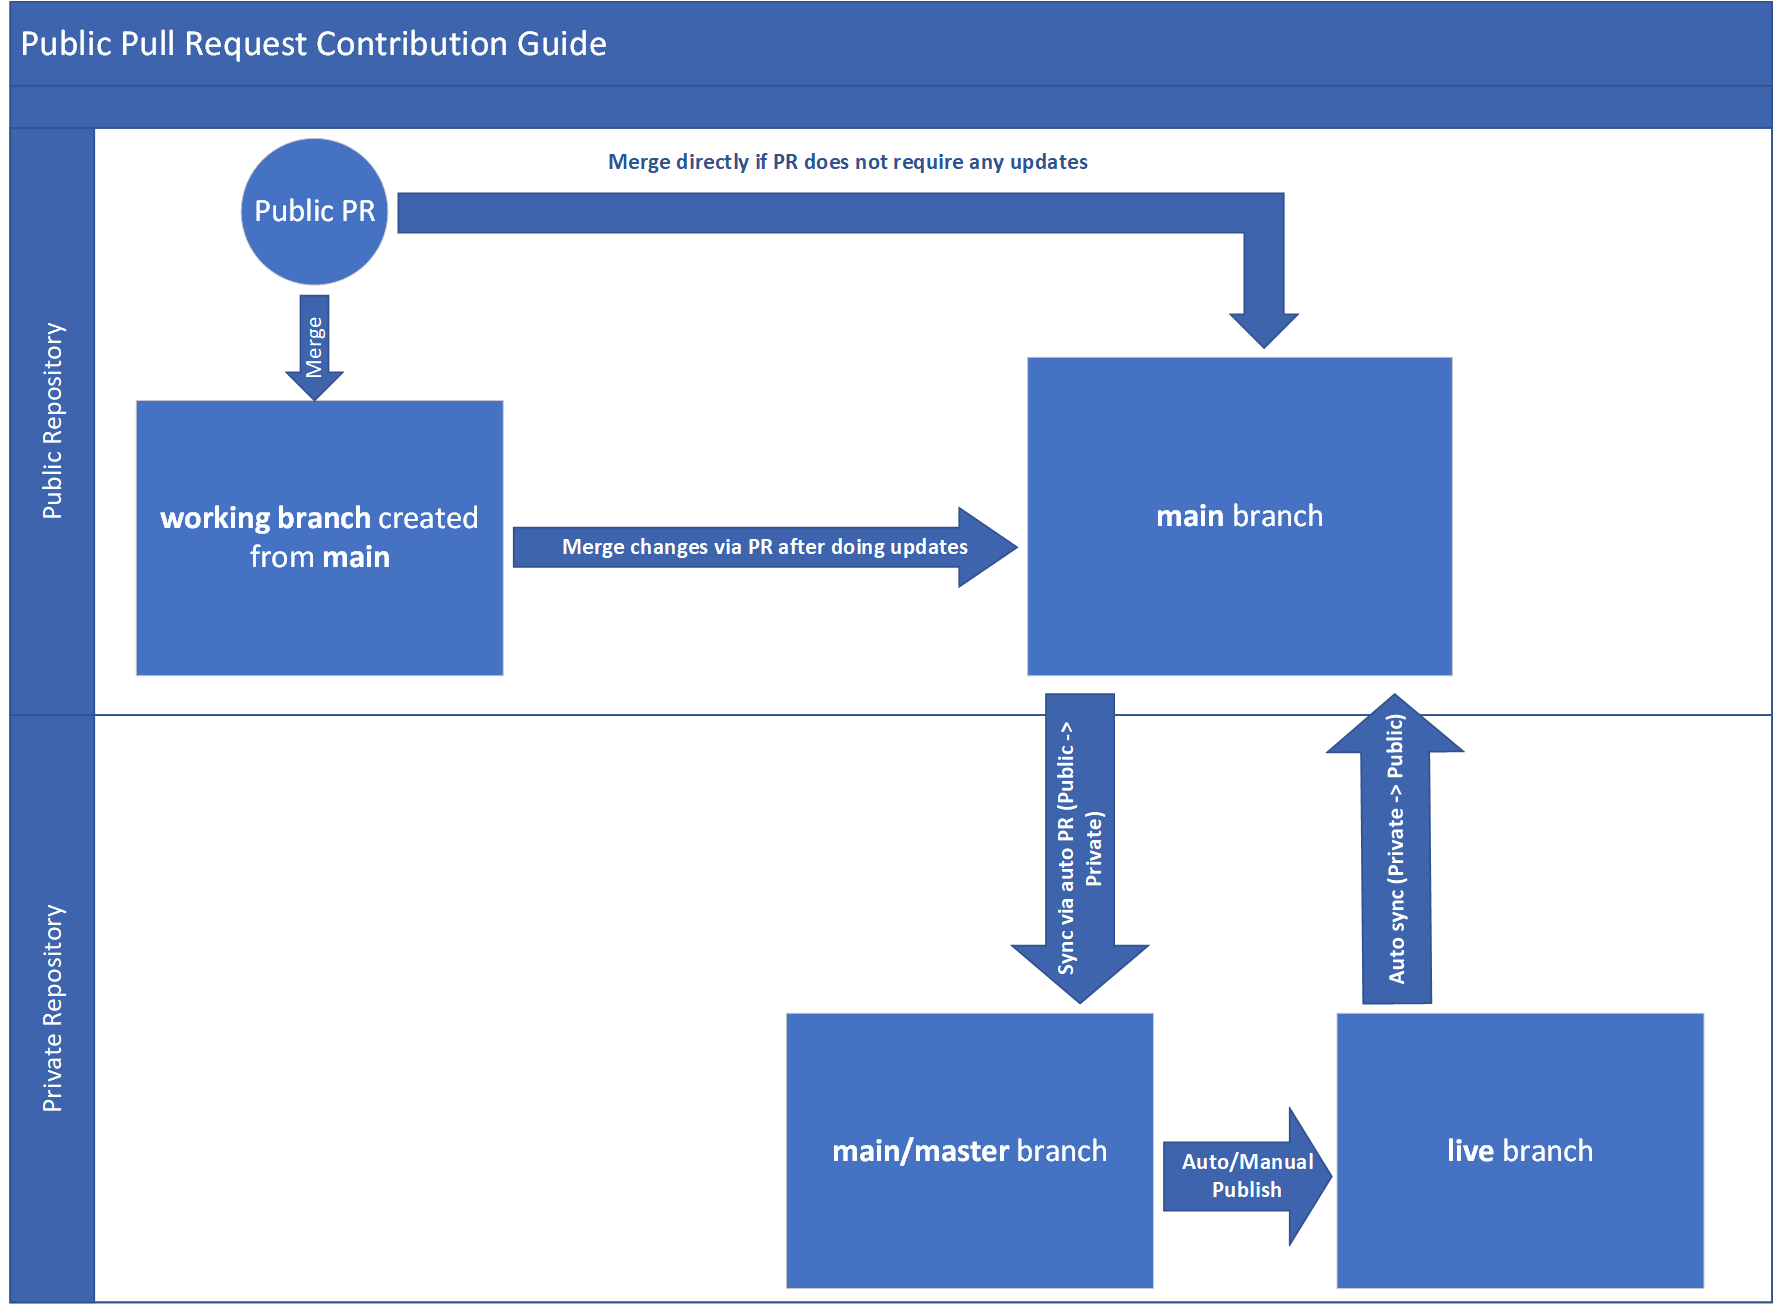 Public Pull Request Contribution Guide
Public Repository
Public PR
Merge directly if PR does not require any updates
Merge
working branch created
from main
Merge changes via PR after doing updates
main branch
Private Repository
Sync via auto PR (Public ->
Private)
Auto sync (Private -> Public)
main/master branch
Auto/Manual
Publish
live branch